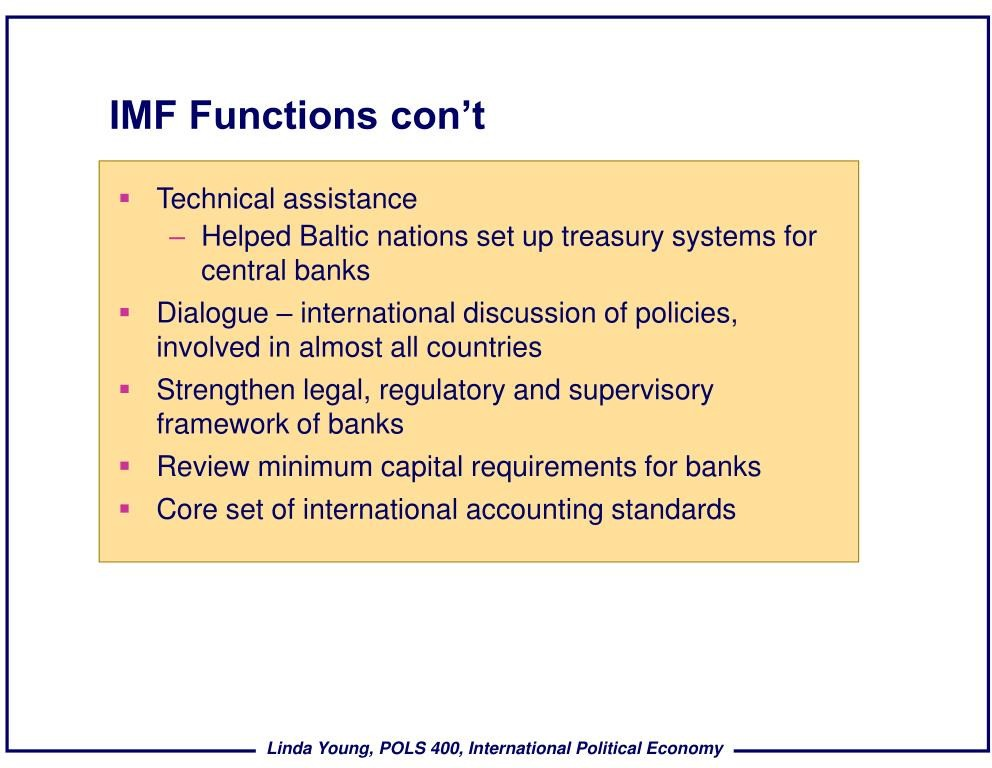 IMF Functions con’t
▪ Technical assistance
– Helped Baltic nations set up treasury systems for
central banks
▪ Dialogue – international discussion of policies,
involved in almost all countries
▪ Strengthen legal, regulatory and supervisory
framework of banks
▪ Review minimum capital requirements for banks
▪ Core set of international accounting standards
Linda Young, POLS 400, International Political Economy